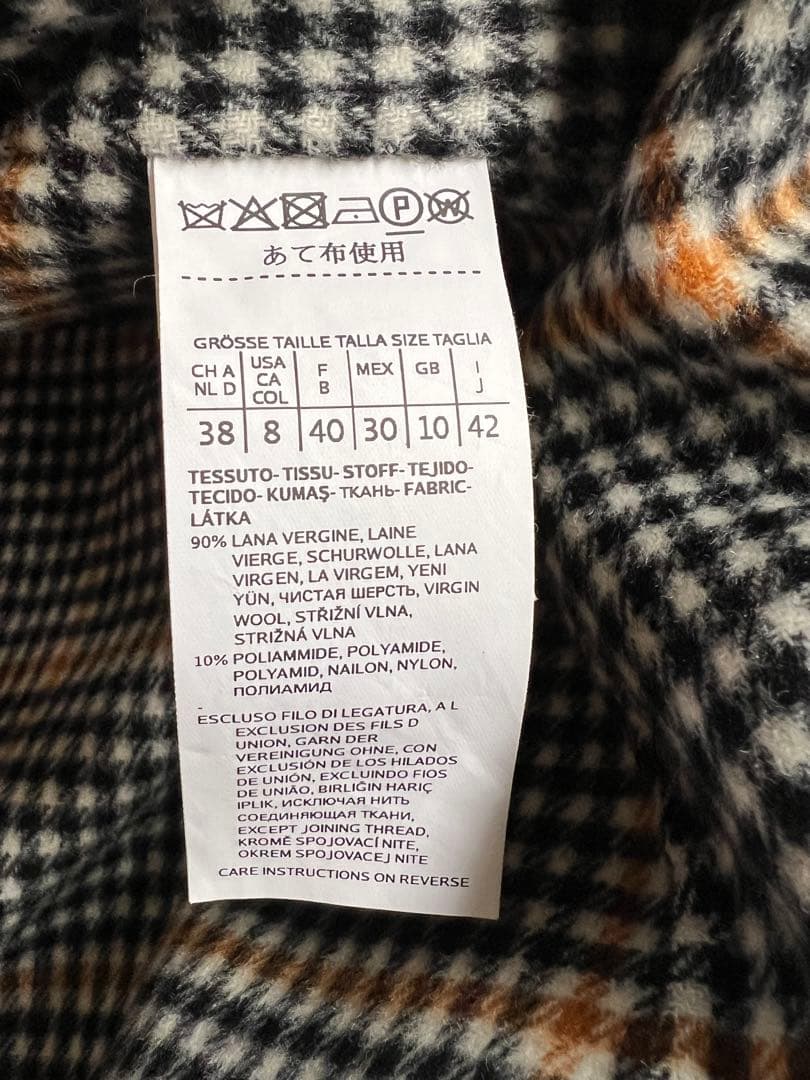 P W
あて布使用
GRÖSSE TAILLE TALLA SIZE TAGLIA
CH A NL D | USA CA COL | F B | MEX | GB | I J
38 | 8 | 40 | 30 | 10 | 42
TESSUTO-TISSU-STOFF-TEJIDO-
TECIDO-KUMAŞ-ТКАНЬ-FABRIC-
LÁTKA
90% LANA VERGINE, LAINE
VIERGE, SCHURWOLLE, LANA
VIRGEN, LA VIRGEM, YENI
YÜN, ЧИСТАЯ ШЕРСТЬ, VIRGIN
WOOL, STŘIŽNÍ VLNA,
STRIŽNÁ VLNA
10% POLIAMMIDE, POLYAMIDE,
POLYAMID, NAILON, NYLON,
ПОЛИАМИД
-
ESCLUSO FILO DI LEGATURA, A L
EXCLUSION DES FILS D
UNION, GARN DER
VEREINIGUNG OHNE, CON
EXCLUSIÓN DE LOS HILADOS
DE UNIÓN, EXCLUINDO FIOS
DE UNIÃO, BIRLIĞIN HARIÇ
IPLIK, ИСКЛЮЧАЯ НИТЬ
СОЕДИНЯЮЩАЯ ТКАНИ,
EXCEPT JOINING THREAD,
KROMĚ SPOJOVACÍ NITE,
OKREM SPOJOVACEJ NITE
CARE INSTRUCTIONS ON REVERSE